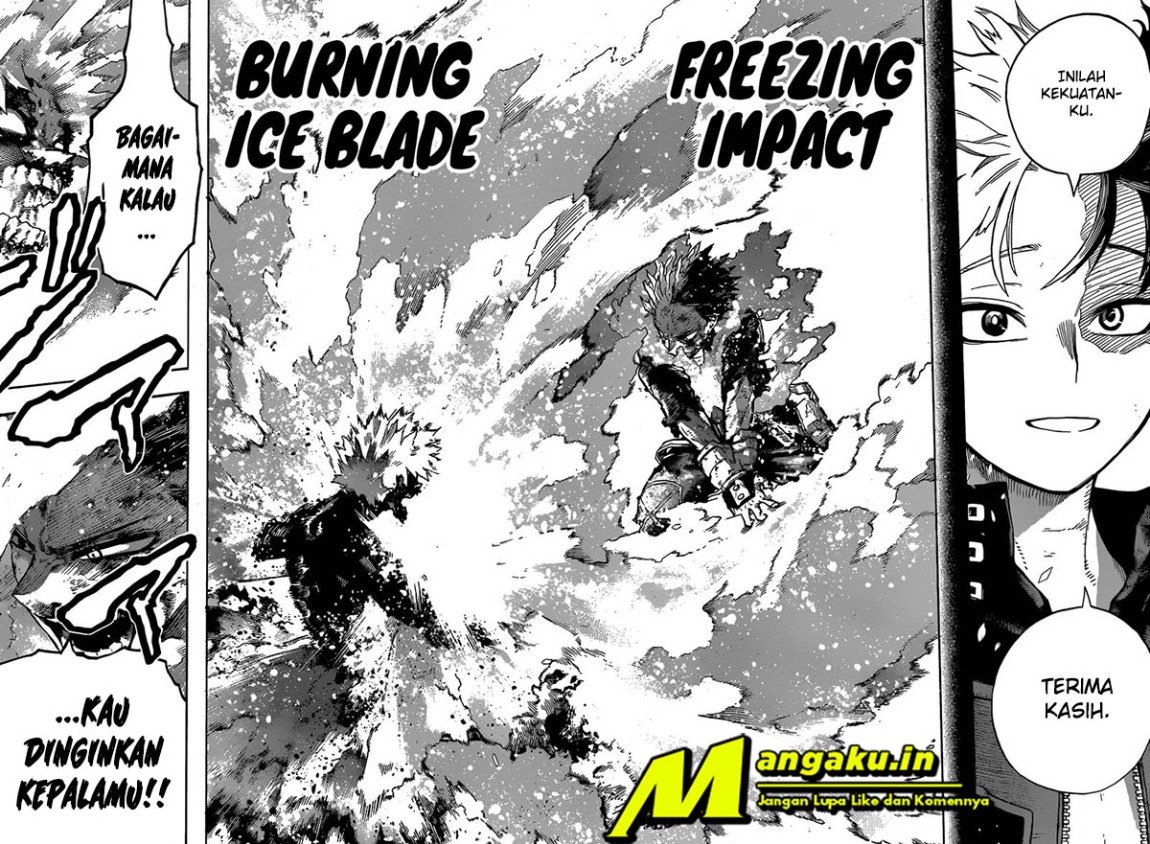 INILAH
KEKUATAN-
KU.
TERIMA
KASIH.
FREEZING
IMPACT
BURNING
ICE BLADE
BAGAI-
MANA
KALAU
...
...KAU
DINGINKAN
KEPALAMU!!
Mangaku.in
Jangan Lupa Like dan Komennya